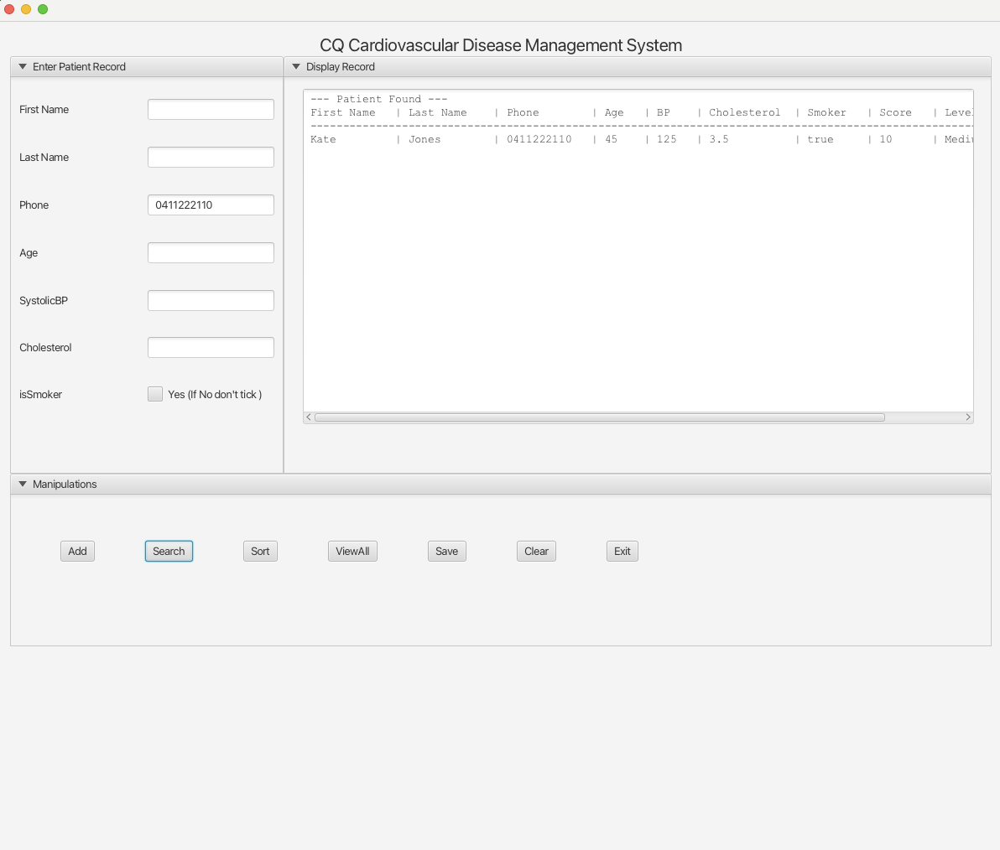 CQ Cardiovascular Disease Management System
Enter Patient Record
First Name
Last Name
Phone 0411222110
Age
SystolicBP
Cholesterol
isSmoker Yes (If No don't tick )
Display Record
--- Patient Found ---
First Name | Last Name | Phone | Age | BP | Cholesterol | Smoker | Score | Leve
------------------------------------------------------------------------------------------------------
Kate | Jones | 0411222110 | 45 | 125 | 3.5 | true | 10 | Medi
Manipulations
Add Search Sort ViewAll Save Clear Exit